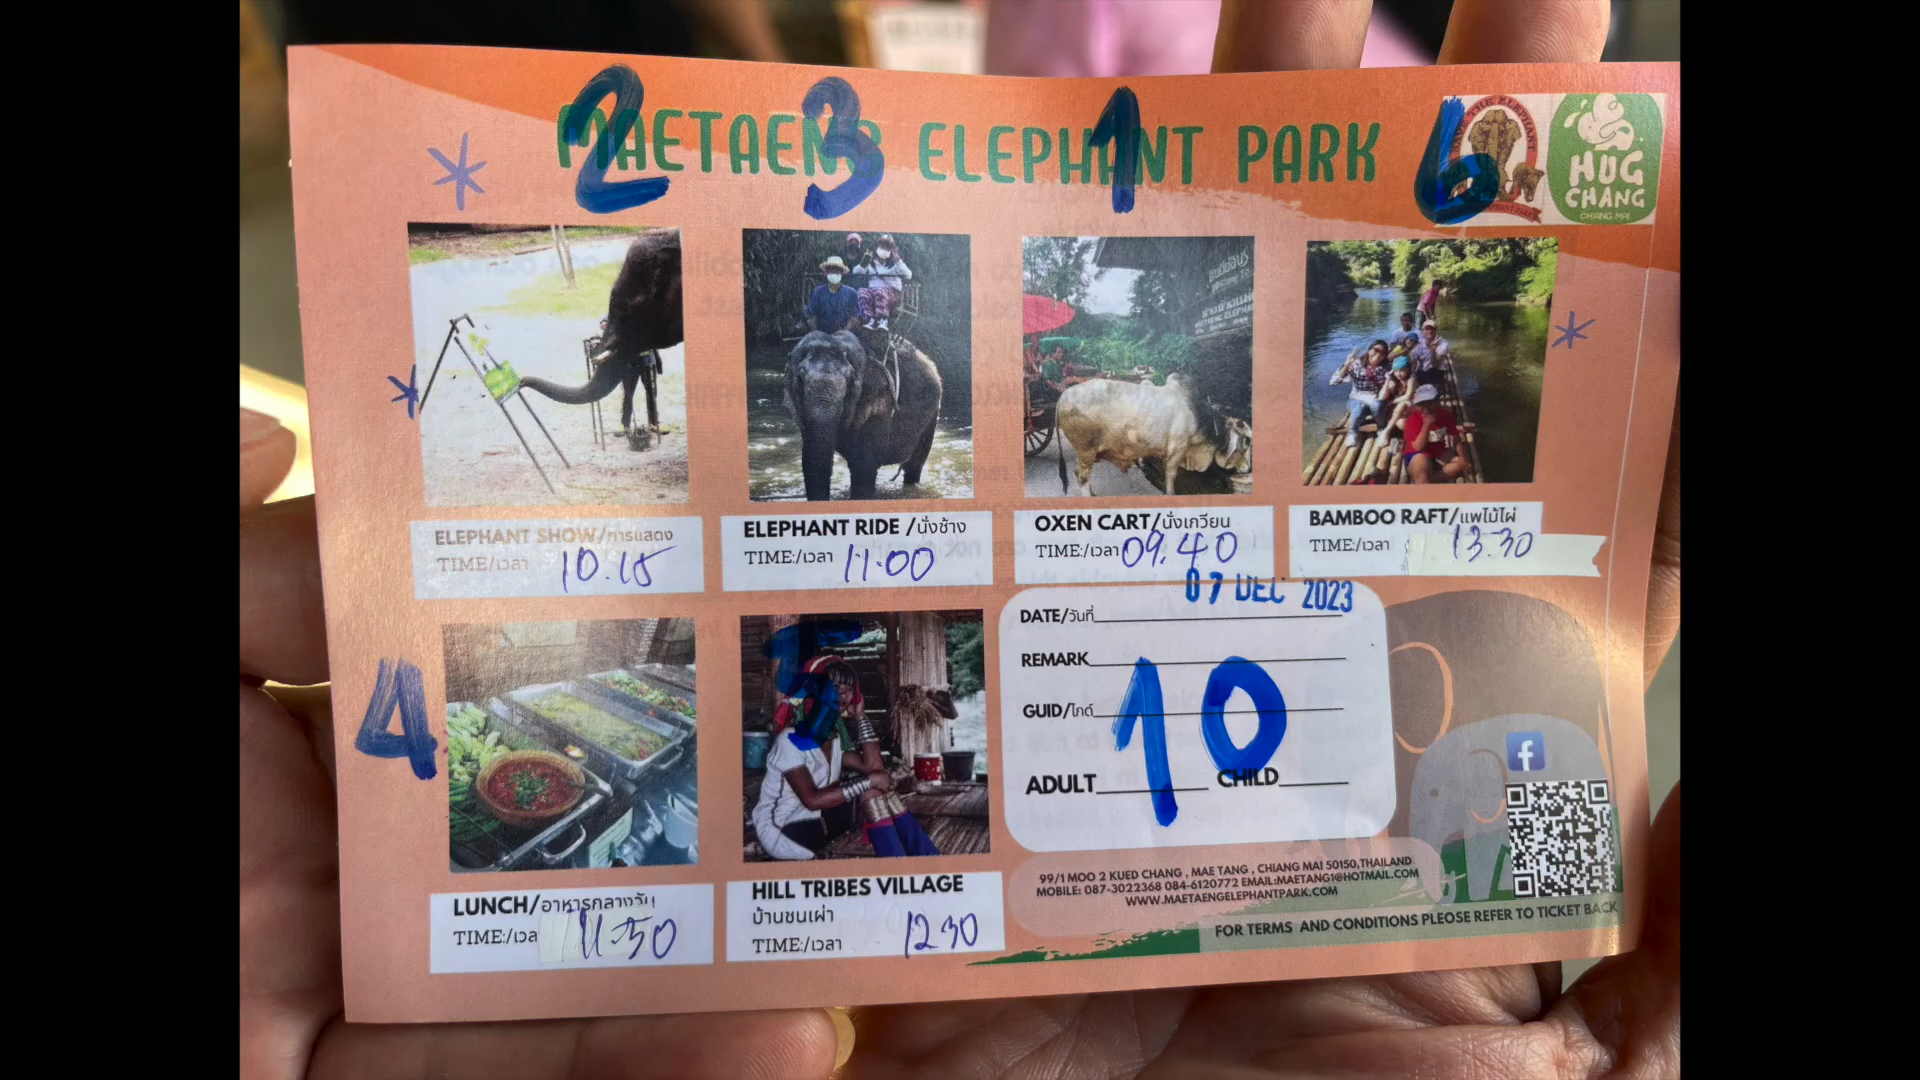 2 3 1 6
MAETAENG ELEPHANT PARK
SAVE THE ELEPHANT
HUG
CHANG
CHIANG MAI
ELEPHANT SHOW/การแสดง
TIME/เวลา 10.15
ELEPHANT RIDE /นั่งช้าง
TIME:/เวลา 11.00
OXEN CART/นั่งเกวียน
TIME:/เวลา 09.40
BAMBOO RAFT/แพไม้ไผ่
TIME:/เวลา 13.30
4
LUNCH/อาหารกลางวัน
TIME:/เวลา 11.50
5
HILL TRIBES VILLAGE
บ้านชนเผ่า
TIME:/เวลา 12 30
07 DEC 2023
DATE/วันที่
REMARK
GUID/ไกด์
10
ADULT CHILD
99/1 MOO 2 KUED CHANG , MAE TANG , CHIANG MAI 50150,THAILAND
MOBILE: 087-3022368 084-6120772 EMAIL:MAETANG1@HOTMAIL.COM
WWW.MAETAENGELEPHANTPARK.COM
FOR TERMS AND CONDITIONS PLEASE REFER TO TICKET BACK